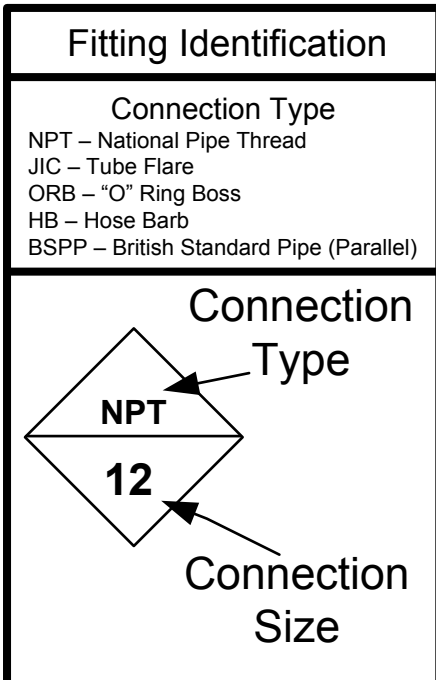 Fitting Identification
Connection Type
NPT – National Pipe Thread
JIC – Tube Flare
ORB – “O” Ring Boss
HB – Hose Barb
BSPP – British Standard Pipe (Parallel)
Connection
Type
NPT
12
Connection
Size